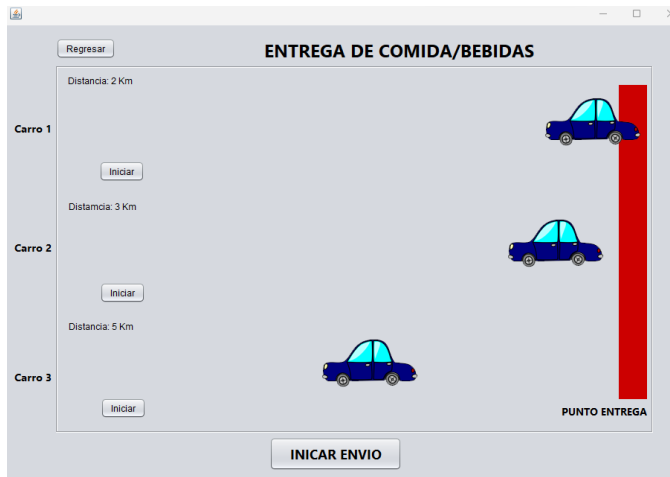 Regresar
ENTREGA DE COMIDA/BEBIDAS
Distancia: 2 Km
Carro 1
Iniciar
Distamcia: 3 Km
Carro 2
Iniciar
Distancia: 5 Km
Carro 3
Iniciar
PUNTO ENTREGA
INICAR ENVIO